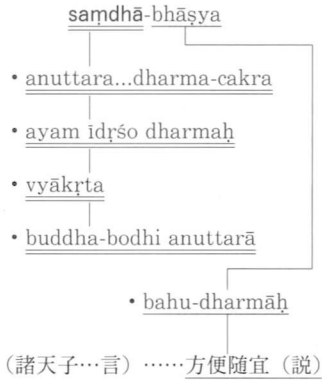 saṃdhā-bhāṣya
• anuttara...dharma-cakra
• ayam īdṛśo dharmaḥ
• vyākṛta
• buddha-bodhi anuttarā
• bahu-dharmāḥ
(諸天子…言)……方便随宜(説)